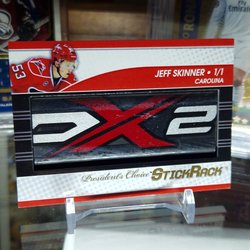 JEFF SKINNER • 1/1
CAROLINA
53
X2
President's Choice STICKRACK